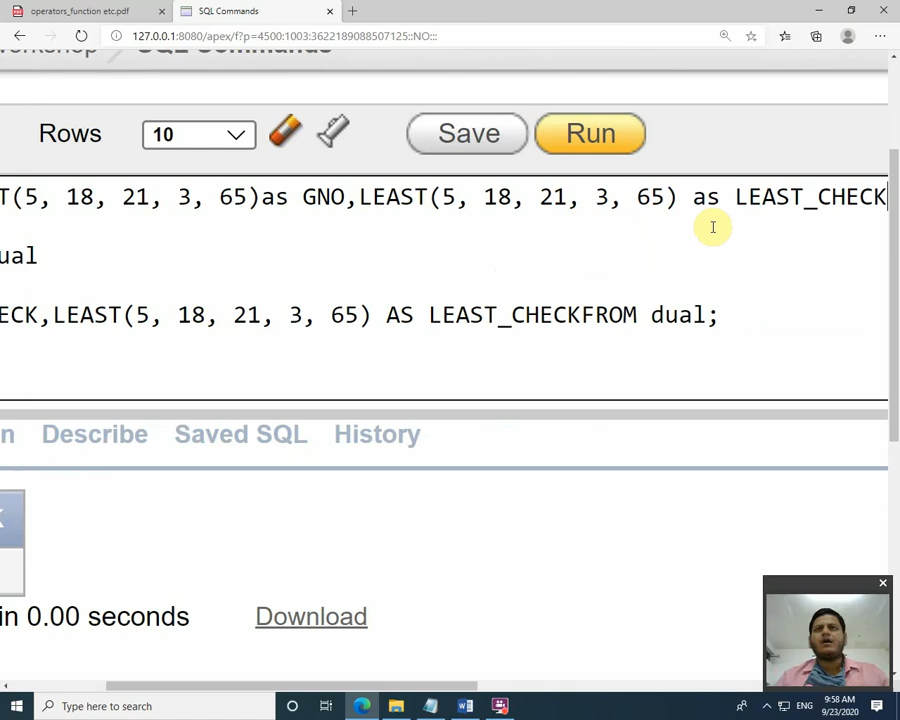 operators_function etc.pdf
SQL Commands
127.0.0.1:8080/apex/f?p=4500:1003:3622189088507125::NO:::
Commands
Rows
10
Save
Run
T(5, 18, 21, 3, 65)as GNO,LEAST(5, 18, 21, 3, 65) as LEAST_CHECK
ual
ECK,LEAST(5, 18, 21, 3, 65) AS LEAST_CHECKFROM dual;
n
Describe
Saved SQL
History
in 0.00 seconds
Download
Type here to search
ENG
9:58 AM
9/23/2020